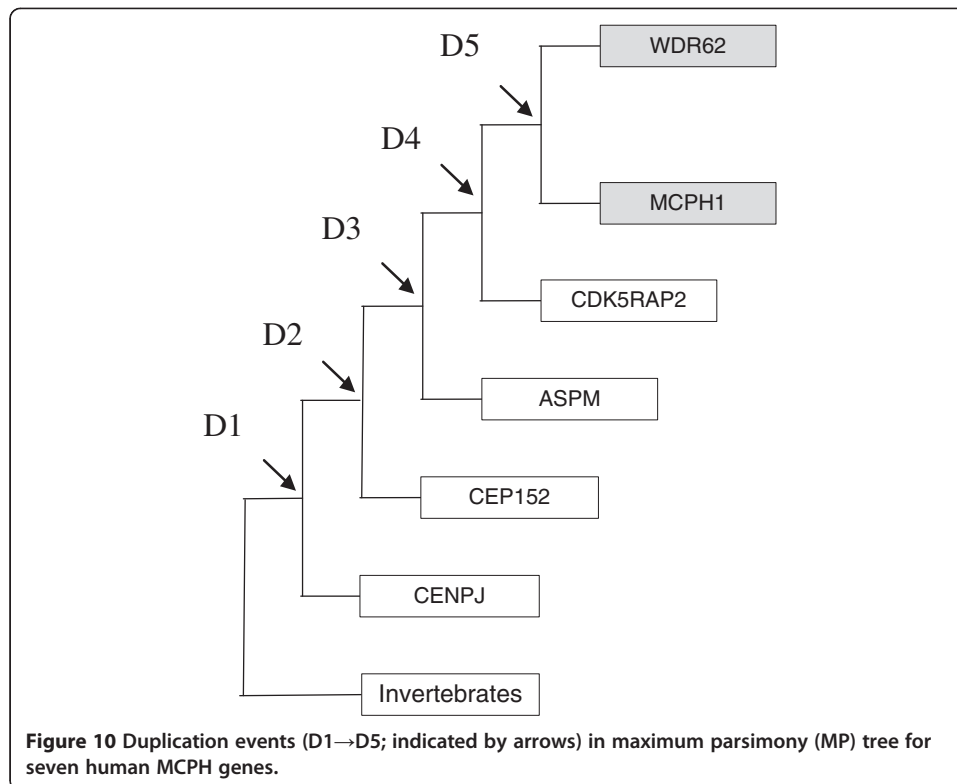 D5
WDR62
D4
MCPH1
D3
CDK5RAP2
D2
ASPM
D1
CEP152
CENPJ
Invertebrates
Figure 10 Duplication events (D1→D5; indicated by arrows) in maximum parsimony (MP) tree for
seven human MCPH genes.